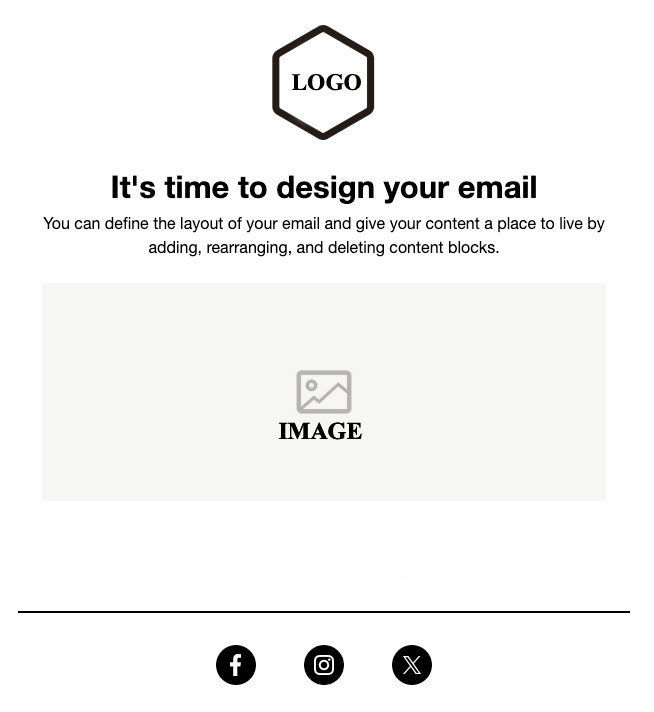 LOGO
It's time to design your email
You can define the layout of your email and give your content a place to live by
adding, rearranging, and deleting content blocks.
IMAGE